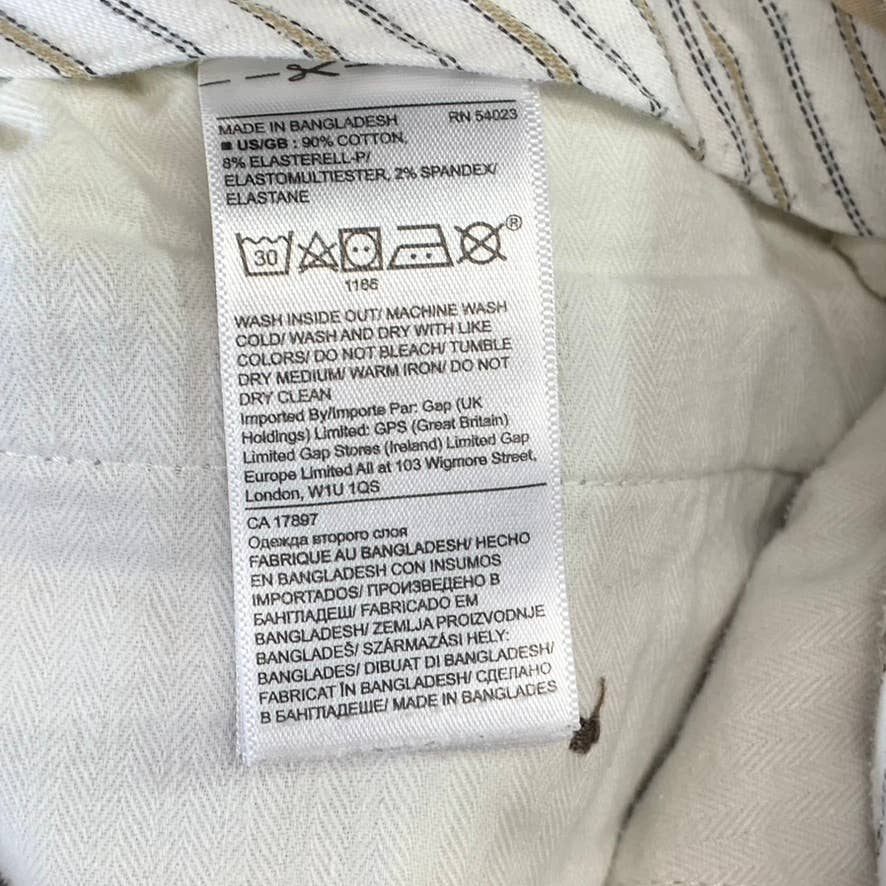 MADE IN BANGLADESH RN 54023
US/GB : 90% COTTON,
8% ELASTERELL-P/
ELASTOMULTIESTER, 2% SPANDEX/
ELASTANE
30 ®
1166
WASH INSIDE OUT/ MACHINE WASH
COLD/ WASH AND DRY WITH LIKE
COLORS/ DO NOT BLEACH/ TUMBLE
DRY MEDIUM/ WARM IRON/ DO NOT
DRY CLEAN
Imported By/Importe Par: Gap (UK
Holdings) Limited: GPS (Great Britain)
Limited Gap Stores (Ireland) Limited Gap
Europe Limited All at 103 Wigmore Street,
London, W1U 1QS
CA 17897
Одежда второго слоя
FABRIQUE AU BANGLADESH/ HECHO
EN BANGLADESH CON INSUMOS
IMPORTADOS/ ПРОИЗВЕДЕНО В
БАНГЛАДЕШ/ FABRICADO EM
BANGLADESH/ ZEMLJA PROIZVODNJE
BANGLADEŠ/ SZÁRMAZÁSI HELY:
BANGLADES/ DIBUAT DI BANGLADESH/
FABRICAT ÎN BANGLADESH/ СДЕЛАНО
В БАНГЛАДЕШЕ/ MADE IN BANGLADES